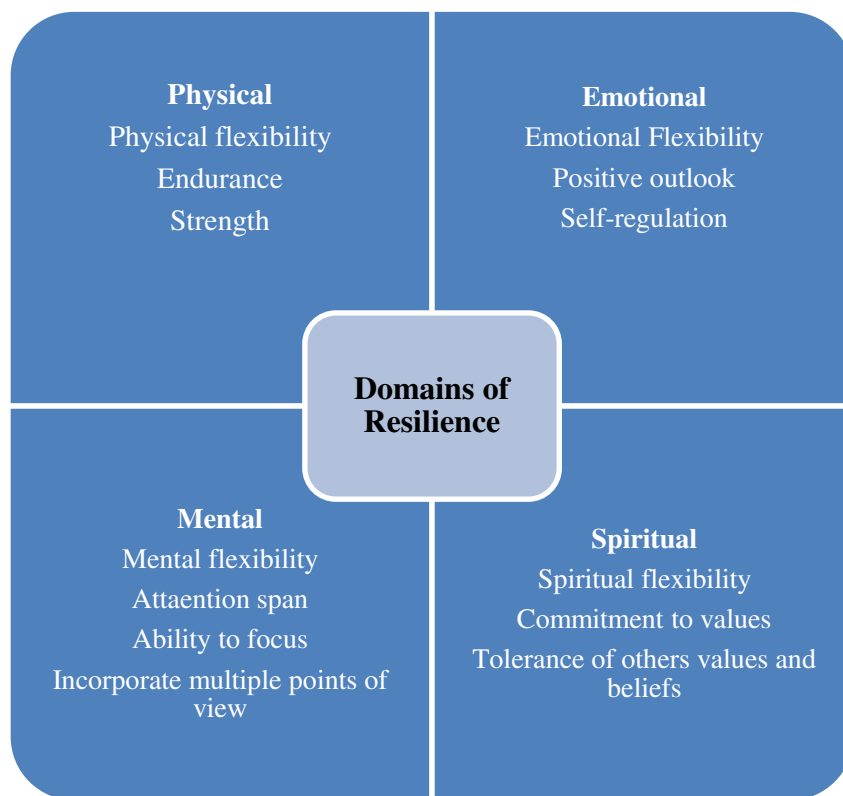 Physical
Physical flexibility
Endurance
Strength
Emotional
Emotional Flexibility
Positive outlook
Self-regulation
Domains of
Resilience
Mental
Mental flexibility
Attaention span
Ability to focus
Incorporate multiple points of
view
Spiritual
Spiritual flexibility
Commitment to values
Tolerance of others values and
beliefs